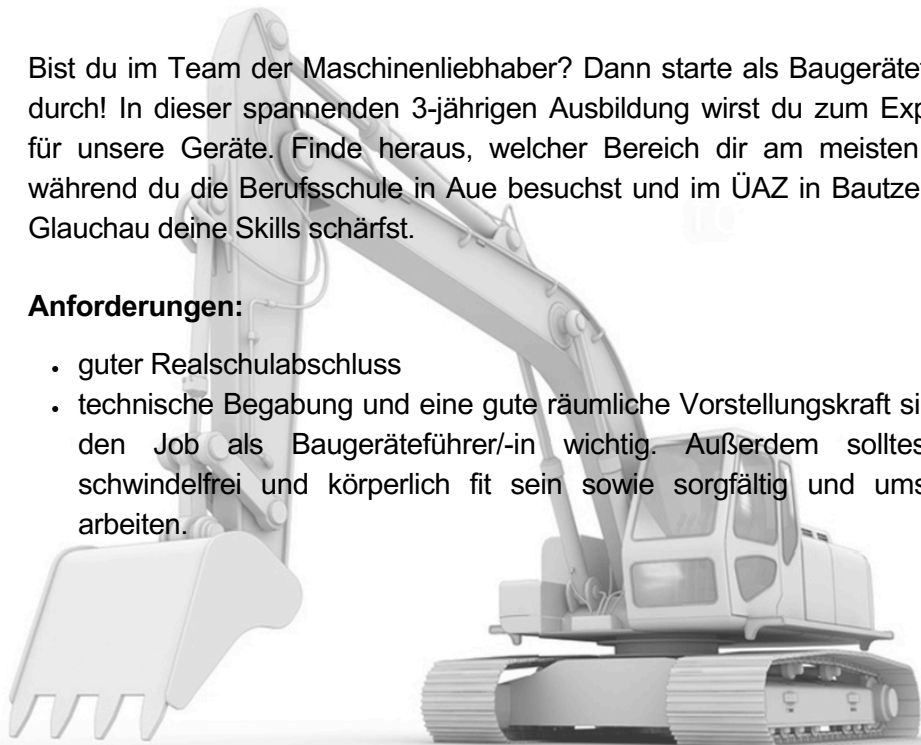 Bist du im Team der Maschinenliebhaber? Dann starte als Baugeräte
durch! In dieser spannenden 3-jährigen Ausbildung wirst du zum Exp
für unsere Geräte. Finde heraus, welcher Bereich dir am meisten
während du die Berufsschule in Aue besuchst und im ÜAZ in Bautze
Glauchau deine Skills schärfst.
Anforderungen:
• guter Realschulabschluss
• technische Begabung und eine gute räumliche Vorstellungskraft si
den Job als Baugeräteführer/-in wichtig. Außerdem solltes
schwindelfrei und körperlich fit sein sowie sorgfältig und ums
arbeiten.